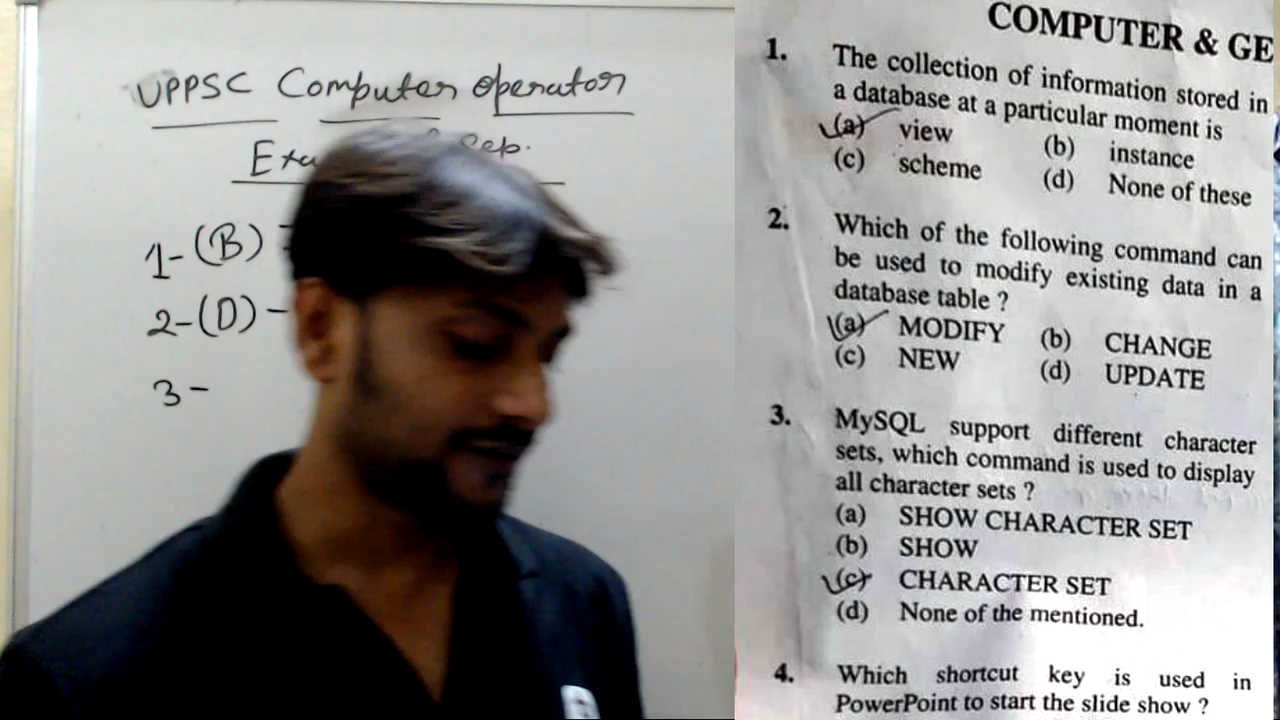 UPPSC Computer Operator
Sep.
1-(B)
2-(D)-
3-
COMPUTER & GE
1. The collection of information stored in
a database at a particular moment is
(a) view (b) instance
(c) scheme (d) None of these
2. Which of the following command can
be used to modify existing data in a
database table ?
(a) MODIFY (b) CHANGE
(c) NEW (d) UPDATE
3. MySQL support different character
sets, which command is used to display
all character sets ?
(a) SHOW CHARACTER SET
(b) SHOW
(c) CHARACTER SET
(d) None of the mentioned.
4. Which shortcut key is used in
PowerPoint to start the slide show ?